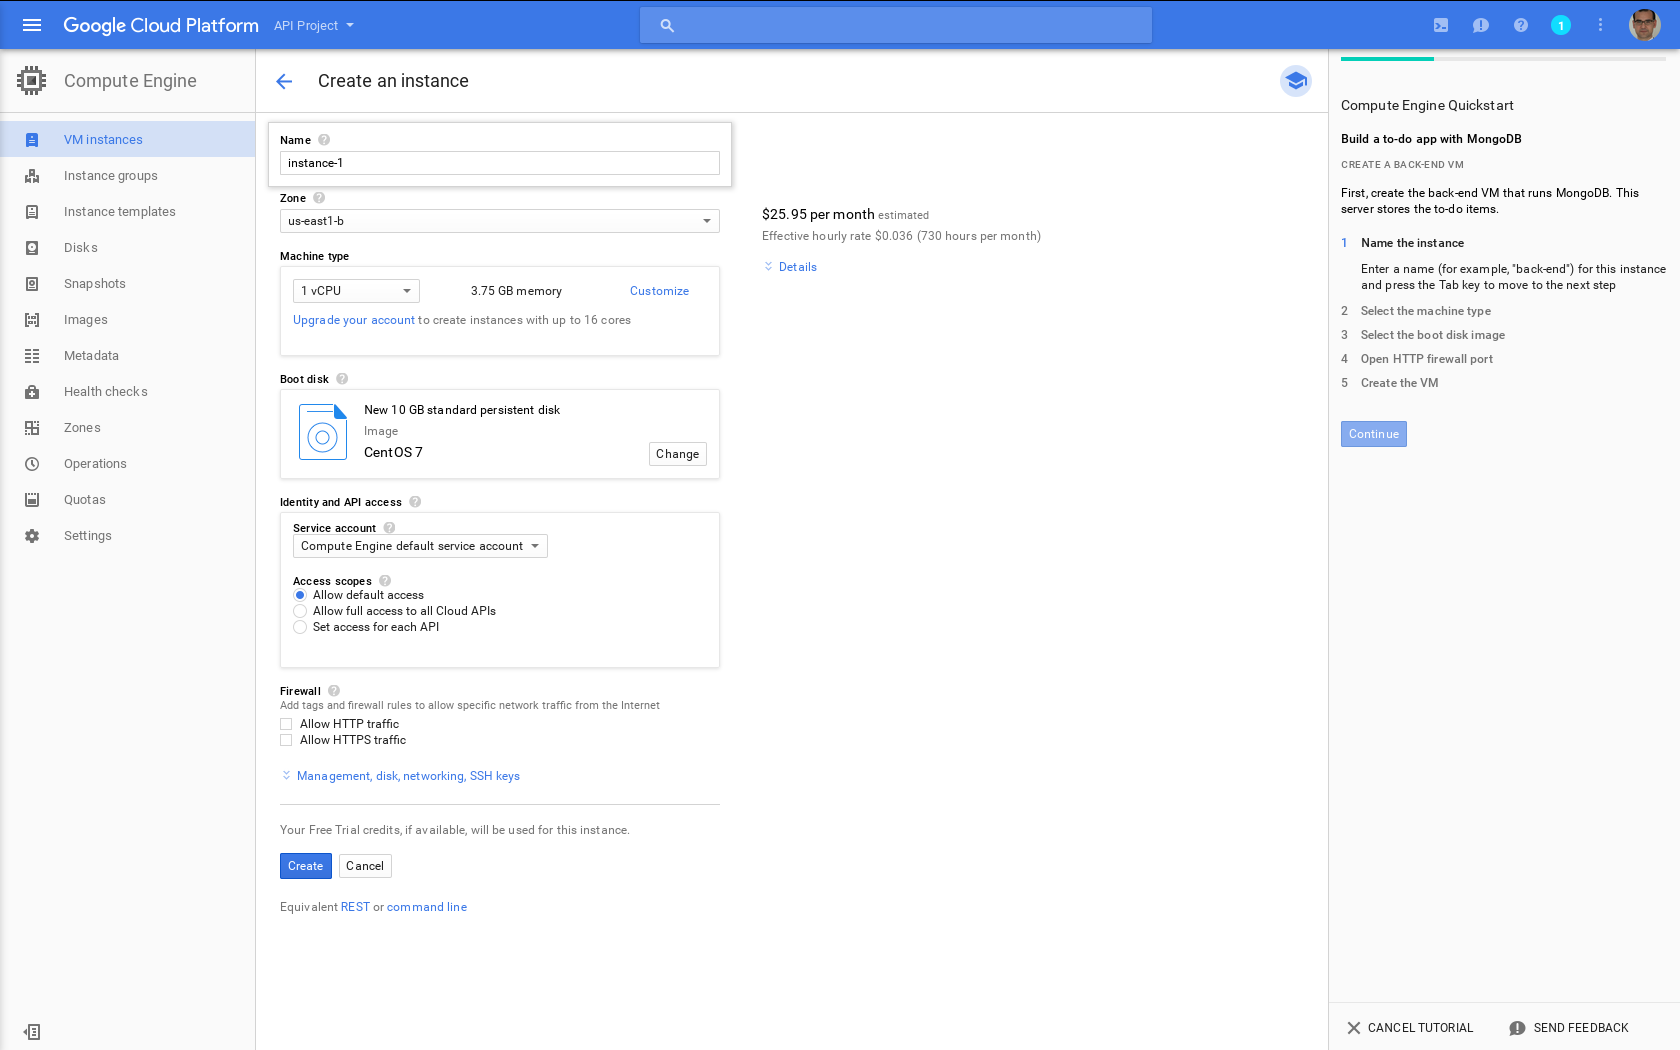 Google Cloud Platform API Project
1
Compute Engine
VM instances
Instance groups
Instance templates
Disks
Snapshots
Images
Metadata
Health checks
Zones
Operations
Quotas
Settings
Create an instance
Name
instance-1
Zone
us-east1-b
Machine type
1 vCPU 3.75 GB memory Customize
Upgrade your account to create instances with up to 16 cores
Boot disk
New 10 GB standard persistent disk
Image
CentOS 7
Change
Identity and API access
Service account
Compute Engine default service account
Access scopes
Allow default access
Allow full access to all Cloud APIs
Set access for each API
Firewall
Add tags and firewall rules to allow specific network traffic from the Internet
Allow HTTP traffic
Allow HTTPS traffic
Management, disk, networking, SSH keys
Your Free Trial credits, if available, will be used for this instance.
Create Cancel
Equivalent REST or command line
$25.95 per month estimated
Effective hourly rate $0.036 (730 hours per month)
Details
Compute Engine Quickstart
Build a to-do app with MongoDB
CREATE A BACK-END VM
First, create the back-end VM that runs MongoDB. This
server stores the to-do items.
1 Name the instance
Enter a name (for example, "back-end") for this instance
and press the Tab key to move to the next step
2 Select the machine type
3 Select the boot disk image
4 Open HTTP firewall port
5 Create the VM
Continue
CANCEL TUTORIAL SEND FEEDBACK